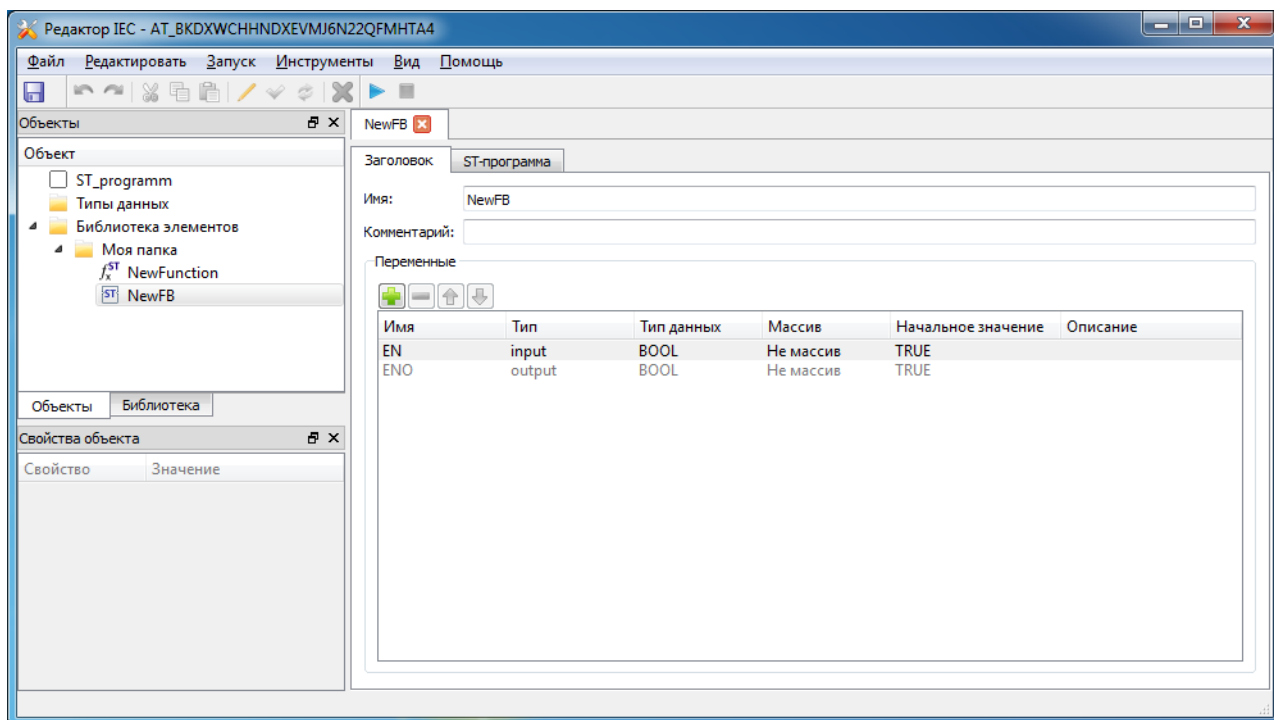 Редактор IEC - AT_BKDXWCHHNDXEVMJ6N22QFMHTA4
Файл Редактировать Запуск Инструменты Вид Помощь
Объекты
Объект
ST_programm
Типы данных
Библиотека элементов
Моя папка
fxST NewFunction
ST NewFB
Объекты Библиотека
Свойства объекта
Свойство Значение
NewFB
Заголовок ST-программа
Имя: NewFB
Комментарий:
Переменные
Имя Тип Тип данных Массив Начальное значение Описание
EN input BOOL Не массив TRUE
ENO output BOOL Не массив TRUE